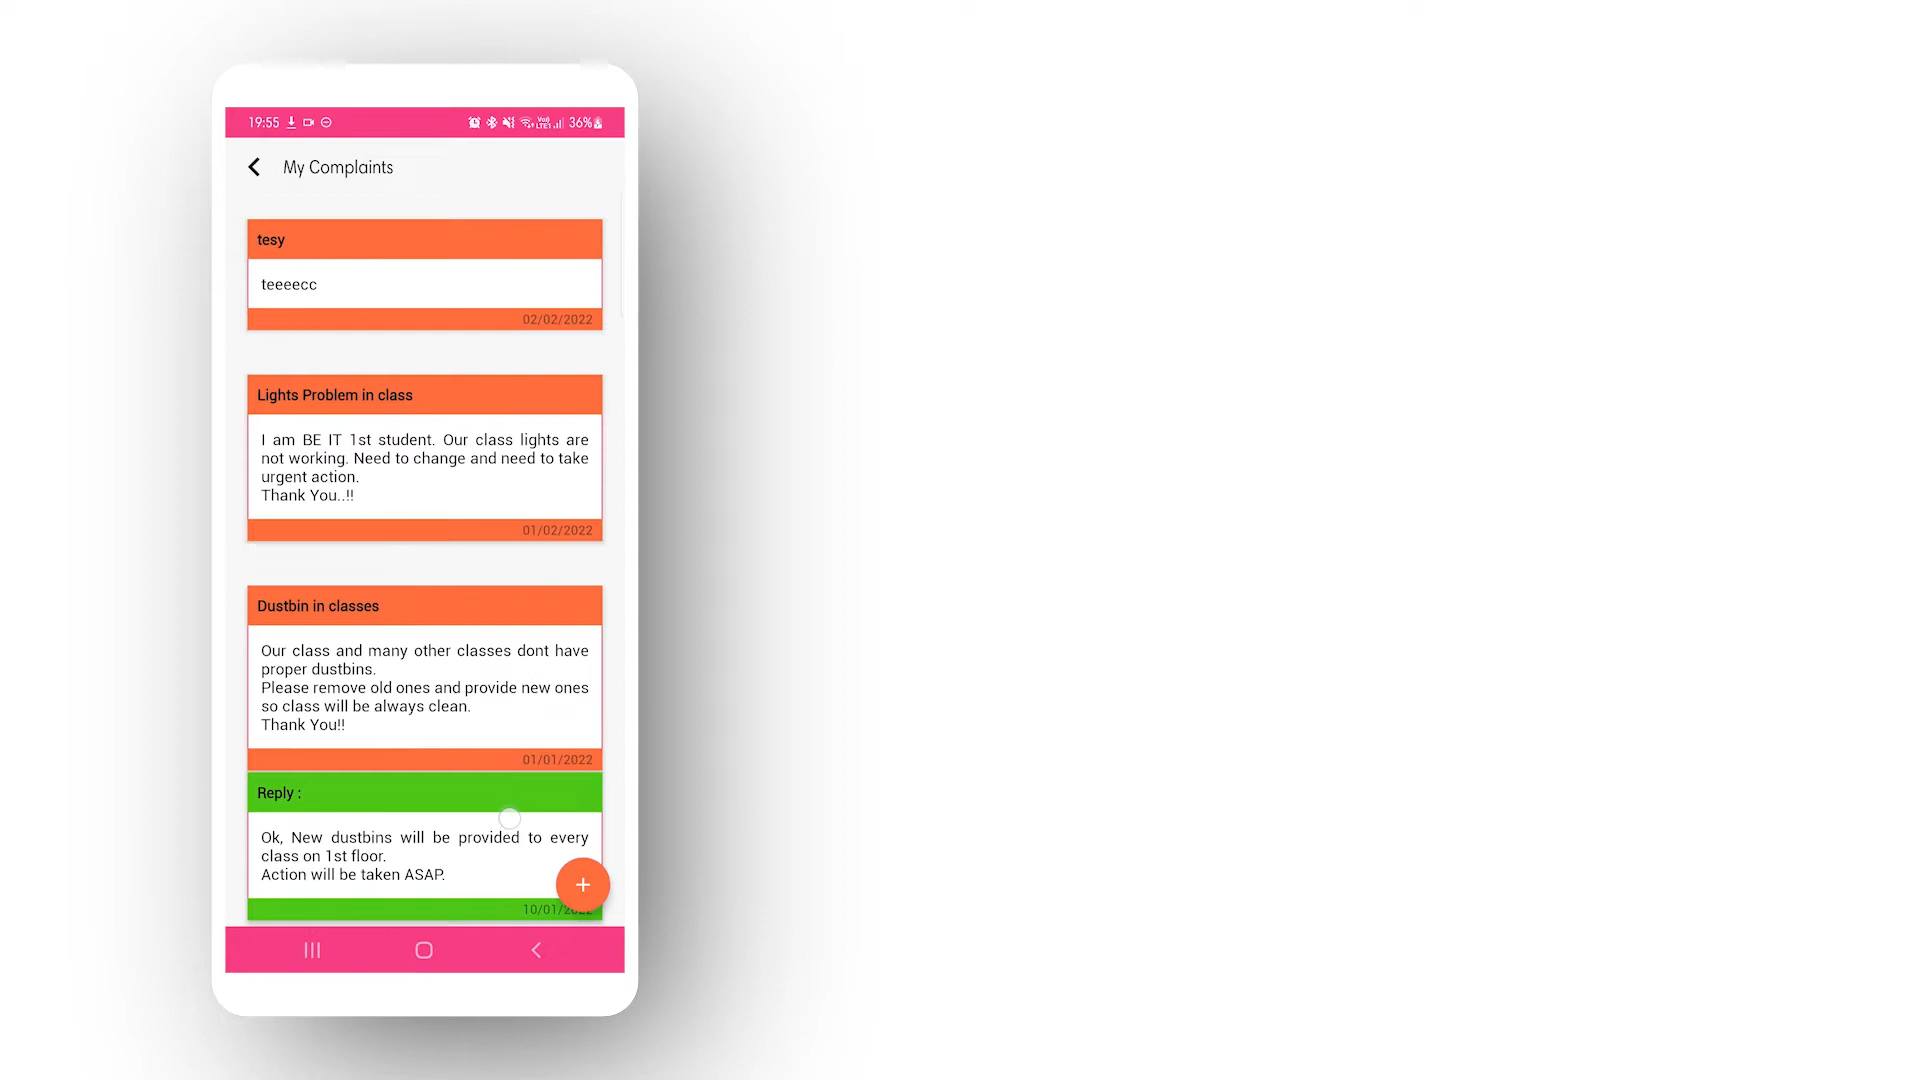 19:55 36%
My Complaints
tesy
teeeecc
02/02/2022
Lights Problem in class
I am BE IT 1st student. Our class lights are
not working. Need to change and need to take
urgent action.
Thank You..!!
01/02/2022
Dustbin in classes
Our class and many other classes dont have
proper dustbins.
Please remove old ones and provide new ones
so class will be always clean.
Thank You!!
01/01/2022
Reply :
Ok, New dustbins will be provided to every
class on 1st floor.
Action will be taken ASAP.
10/01/2022